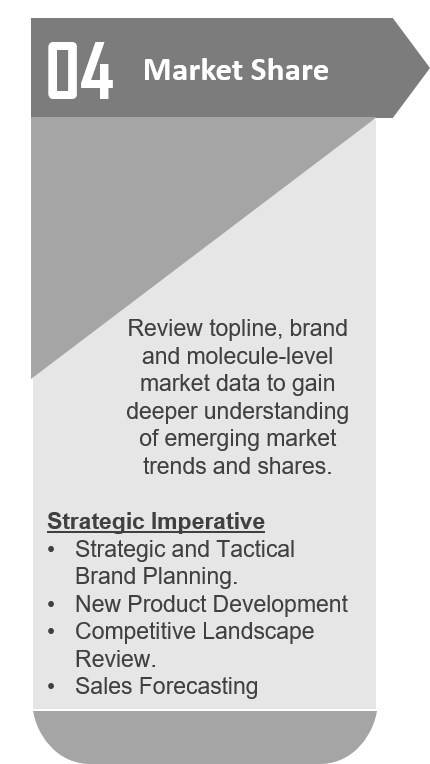 04 Market Share
Review topline, brand
and molecule-level
market data to gain
deeper understanding
of emerging market
trends and shares.
Strategic Imperative
• Strategic and Tactical
Brand Planning.
• New Product Development
• Competitive Landscape
Review.
• Sales Forecasting